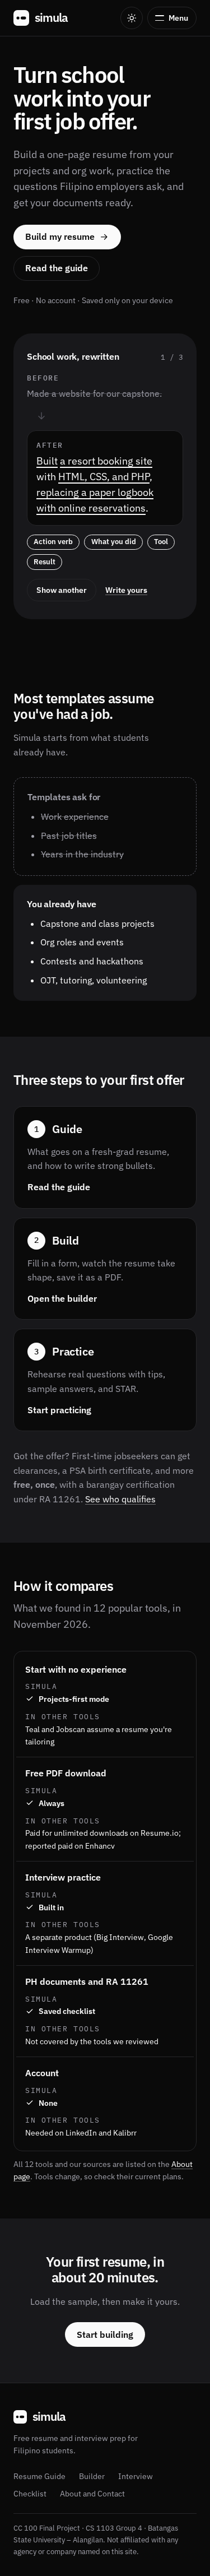 simula
Menu
Turn school
work into your
first job offer.
Build a one-page resume from your
projects and org work, practice the
questions Filipino employers ask, and
get your documents ready.
Build my resume →
Read the guide
Free · No account · Saved only on your device
School work, rewritten
1 / 3
BEFORE
Made a website for our capstone.
↓
AFTER
Built a resort booking site
with HTML, CSS, and PHP,
replacing a paper logbook
with online reservations.
Action verb
What you did
Tool
Result
Show another
Write yours
Most templates assume
you've had a job.
Simula starts from what students
already have.
Templates ask for
• Work experience
• Past job titles
• Years in the industry
You already have
• Capstone and class projects
• Org roles and events
• Contests and hackathons
• OJT, tutoring, volunteering
Three steps to your first offer
1 Guide
What goes on a fresh-grad resume,
and how to write strong bullets.
Read the guide
2 Build
Fill in a form, watch the resume take
shape, save it as a PDF.
Open the builder
3 Practice
Rehearse real questions with tips,
sample answers, and STAR.
Start practicing
Got the offer? First-time jobseekers can get
clearances, a PSA birth certificate, and more
free, once, with a barangay certification
under RA 11261. See who qualifies
How it compares
What we found in 12 popular tools, in
November 2026.
Start with no experience
SIMULA
✓ Projects-first mode
IN OTHER TOOLS
Teal and Jobscan assume a resume you're
tailoring
Free PDF download
SIMULA
✓ Always
IN OTHER TOOLS
Paid for unlimited downloads on Resume.io;
reported paid on Enhancv
Interview practice
SIMULA
✓ Built in
IN OTHER TOOLS
A separate product (Big Interview, Google
Interview Warmup)
PH documents and RA 11261
SIMULA
✓ Saved checklist
IN OTHER TOOLS
Not covered by the tools we reviewed
Account
SIMULA
✓ None
IN OTHER TOOLS
Needed on LinkedIn and Kalibrr
All 12 tools and our sources are listed on the About
page. Tools change, so check their current plans.
Your first resume, in
about 20 minutes.
Load the sample, then make it yours.
Start building
simula
Free resume and interview prep for
Filipino students.
Resume Guide
Builder
Interview
Checklist
About and Contact
CC 100 Final Project · CS 1103 Group 4 · Batangas
State University – Alangilan. Not affiliated with any
agency or company named on this site.